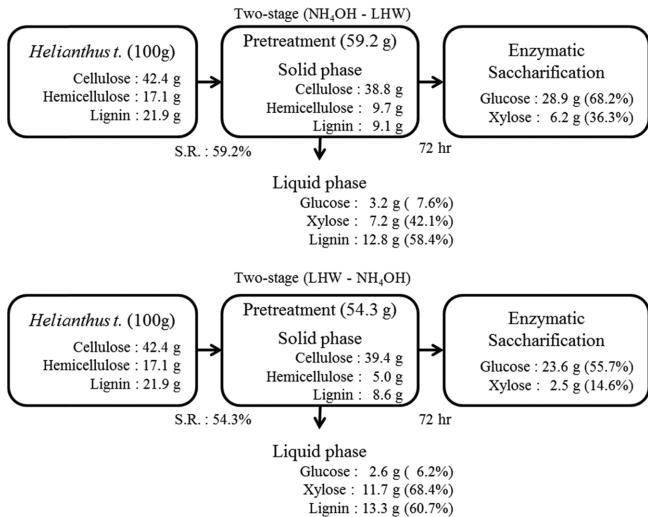 Two-stage (NH₄OH - LHW)
Helianthus t. (100g)
Cellulose : 42.4 g
Hemicellulose : 17.1 g
Lignin : 21.9 g
Pretreatment (59.2 g)
Solid phase
Cellulose : 38.8 g
Hemicellulose : 9.7 g
Lignin : 9.1 g
Enzymatic
Saccharification
Glucose : 28.9 g (68.2%)
Xylose : 6.2 g (36.3%)
S.R. : 59.2%
72 hr
Liquid phase
Glucose : 3.2 g ( 7.6%)
Xylose : 7.2 g (42.1%)
Lignin : 12.8 g (58.4%)
Two-stage (LHW - NH₄OH)
Helianthus t. (100g)
Cellulose : 42.4 g
Hemicellulose : 17.1 g
Lignin : 21.9 g
Pretreatment (54.3 g)
Solid phase
Cellulose : 39.4 g
Hemicellulose : 5.0 g
Lignin : 8.6 g
Enzymatic
Saccharification
Glucose : 23.6 g (55.7%)
Xylose : 2.5 g (14.6%)
S.R. : 54.3%
72 hr
Liquid phase
Glucose : 2.6 g ( 6.2%)
Xylose : 11.7 g (68.4%)
Lignin : 13.3 g (60.7%)